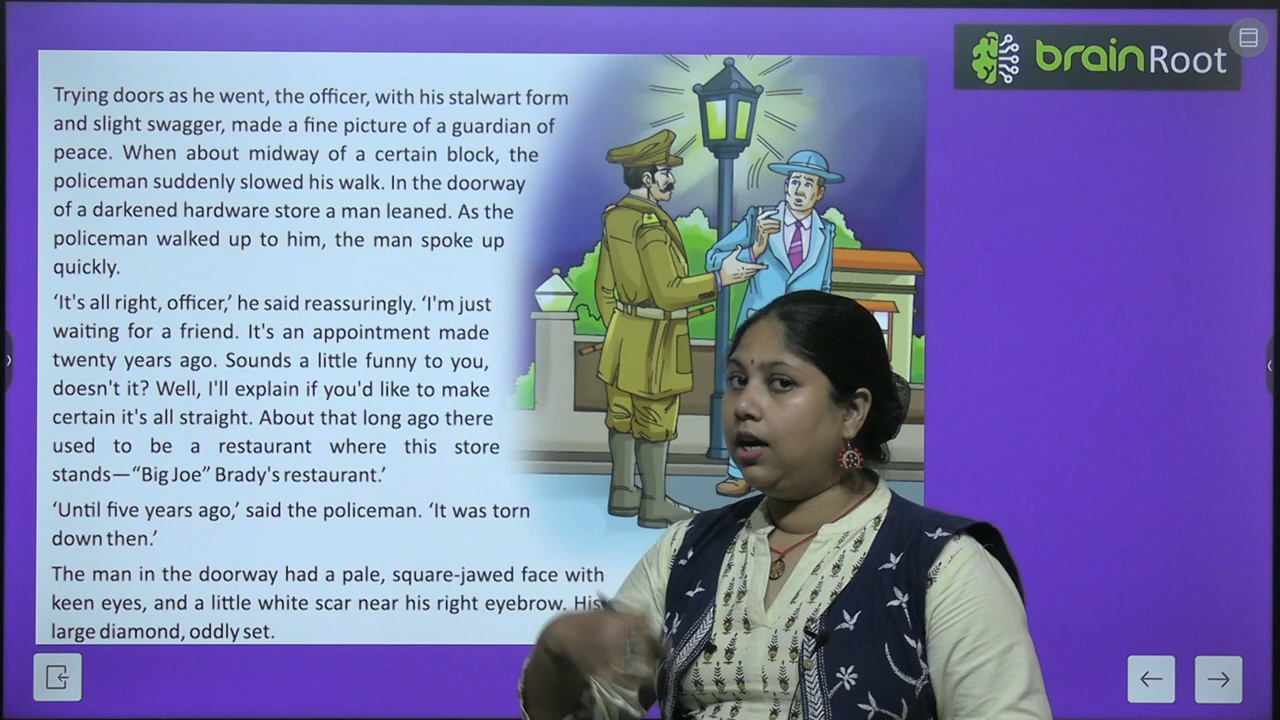 brainRoot
Trying doors as he went, the officer, with his stalwart form
and slight swagger, made a fine picture of a guardian of
peace. When about midway of a certain block, the
policeman suddenly slowed his walk. In the doorway
of a darkened hardware store a man leaned. As the
policeman walked up to him, the man spoke up
quickly.
‘It's all right, officer,’ he said reassuringly. ‘I'm just
waiting for a friend. It's an appointment made
twenty years ago. Sounds a little funny to you,
doesn't it? Well, I'll explain if you'd like to make
certain it's all straight. About that long ago there
used to be a restaurant where this store
stands—“Big Joe” Brady's restaurant.’
‘Until five years ago,’ said the policeman. ‘It was torn
down then.’
The man in the doorway had a pale, square-jawed face with
keen eyes, and a little white scar near his right eyebrow. His
large diamond, oddly set.